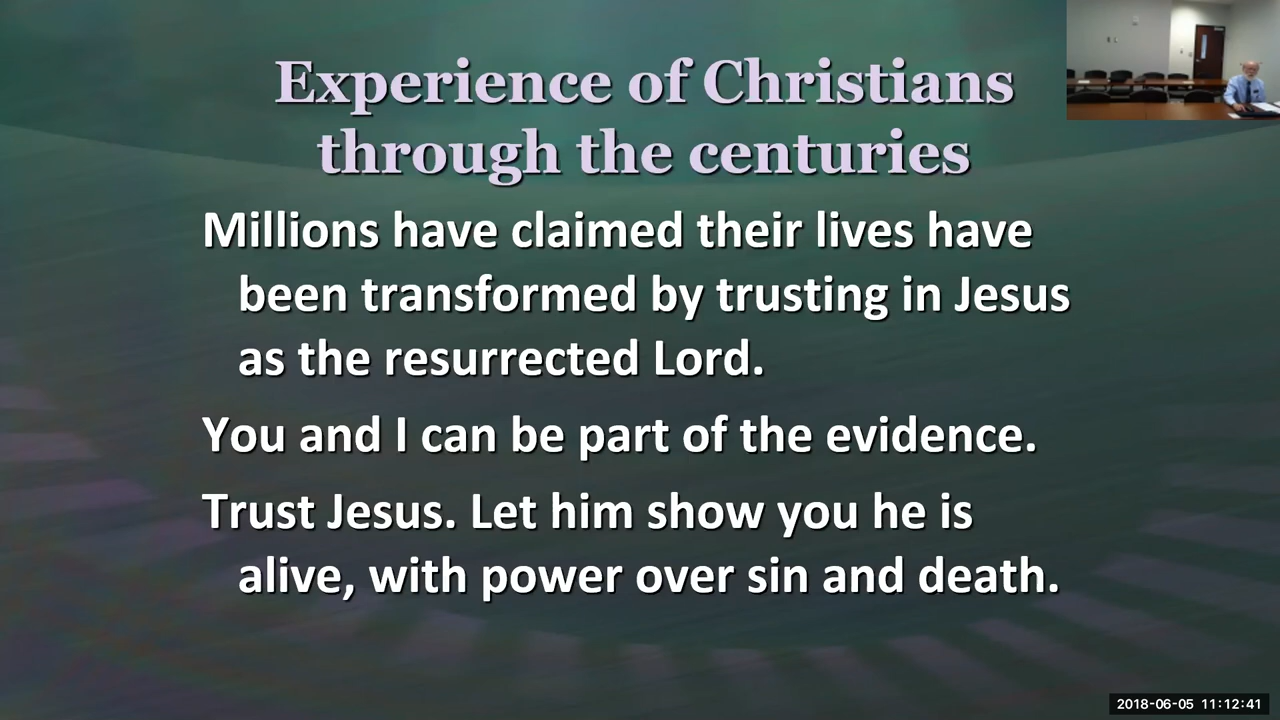 Experience of Christians
through the centuries
Millions have claimed their lives have
been transformed by trusting in Jesus
as the resurrected Lord.
You and I can be part of the evidence.
Trust Jesus. Let him show you he is
alive, with power over sin and death.
2018-06-05 11:12:41